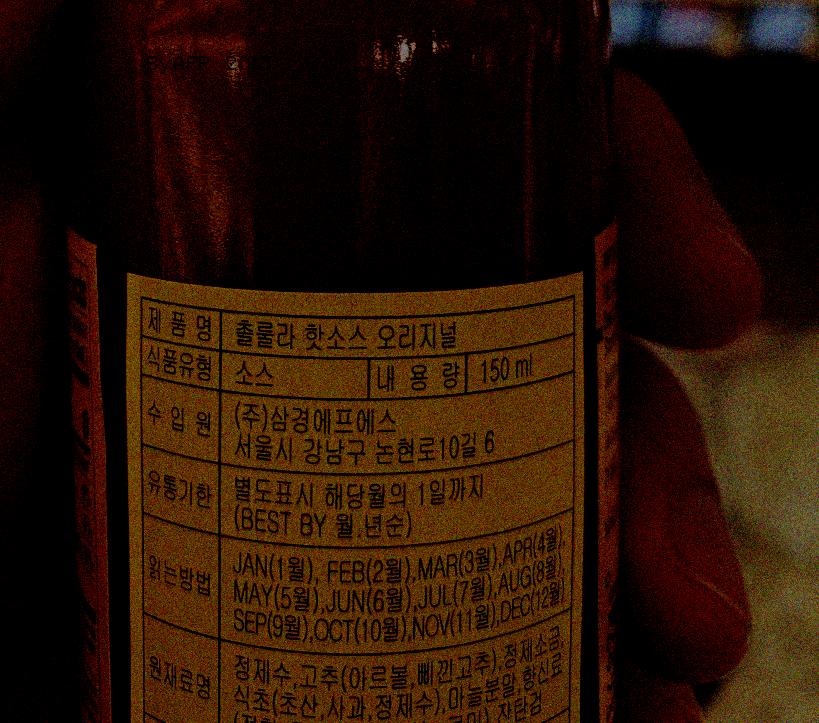 제 품 명 촐룰라 핫소스 오리지널
식품유형 소스 내 용 량 150 ml
수 입 원 (주)삼경에프에스
서울시 강남구 논현로10길 6
유통기한 별도표시 해당월의 1일까지
(BEST BY 월.년순)
읽는방법 JAN(1월), FEB(2월),MAR(3월),APR(4월),
MAY(5월),JUN(6월),JUL(7월),AUG(8월),
SEP(9월),OCT(10월),NOV(11월),DEC(12월)
원재료명 정제수,고추(아르볼,삐낀고추),정제소금,
식초(초산,사과,정제수),마늘분말,향신료
잔탄검